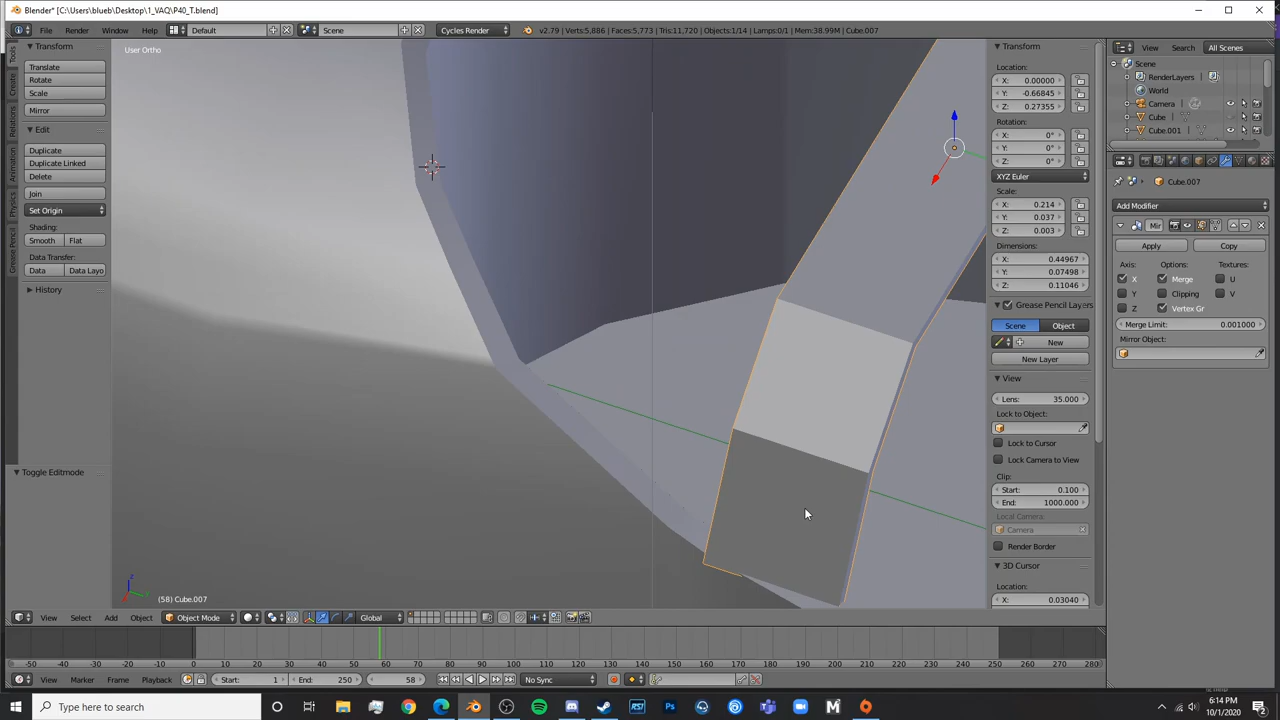 Blender* [C:\Users\blueb\Desktop\1_VAQ\P40_T.blend]
File Render Window Help Default Scene Cycles Render v2.79 | Verts:5,886 | Faces:5,773 | Tris:11,720 | Objects:1/14 | Lamps:0/1 | Mem:38.99M | Cube.007 View Search All Scenes
Tools
Create
Relations
Animation
Physics
Grease Pencil
Transform
Translate
Rotate
Scale
Mirror
Edit
Duplicate
Duplicate Linked
Delete
Join
Set Origin
Shading:
Smooth Flat
Data Transfer:
Data Data Layo
History
Toggle Editmode
User Ortho
(58) Cube.007
Transform
Location:
X: 0.00000
Y: -0.66845
Z: 0.27355
Rotation:
X: 0°
Y: 0°
Z: 0°
XYZ Euler
Scale:
X: 0.214
Y: 0.037
Z: 0.003
Dimensions:
X: 0.44967
Y: 0.07498
Z: 0.11046
Grease Pencil Layers
Scene Object
New
New Layer
View
Lens: 35.000
Lock to Object:
Lock to Cursor
Lock Camera to View
Clip:
Start: 0.100
End: 1000.000
Local Camera:
Camera
Render Border
3D Cursor
Location:
X: 0.03040
Scene
RenderLayers
World
Camera
Cube
Cube.001
Cube.007
Add Modifier
Mir
Apply Copy
Axis: Merge Options: Textures:
X Merge U
Y Clipping V
Z Vertex Gr
Merge Limit: 0.001000
Mirror Object:
View Select Add Object Object Mode Global
-50 -40 -30 -20 -10 0 10 20 30 40 50 60 70 80 90 100 110 120 130 140 150 160 170 180 190 200 210 220 230 240 250 260 270 280
View Marker Frame Playback Start: 1 End: 250 58 No Sync
Type here to search
6:14 PM
10/1/2020